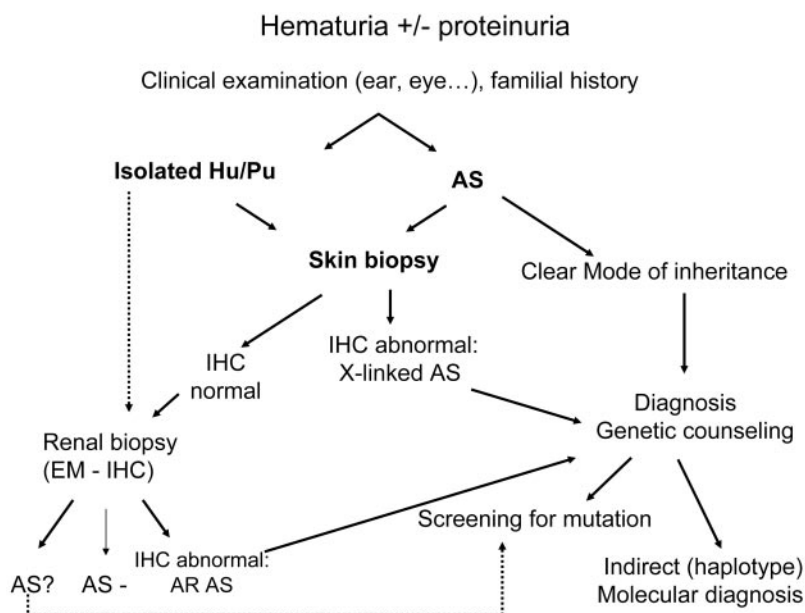 Hematuria +/- proteinuria
Clinical examination (ear, eye…), familial history
Isolated Hu/Pu
AS
Skin biopsy
Clear Mode of inheritance
IHC
normal
IHC abnormal:
X-linked AS
Diagnosis
Genetic counseling
Renal biopsy
(EM - IHC)
Screening for mutation
AS?
AS -
IHC abnormal:
AR AS
Indirect (haplotype)
Molecular diagnosis